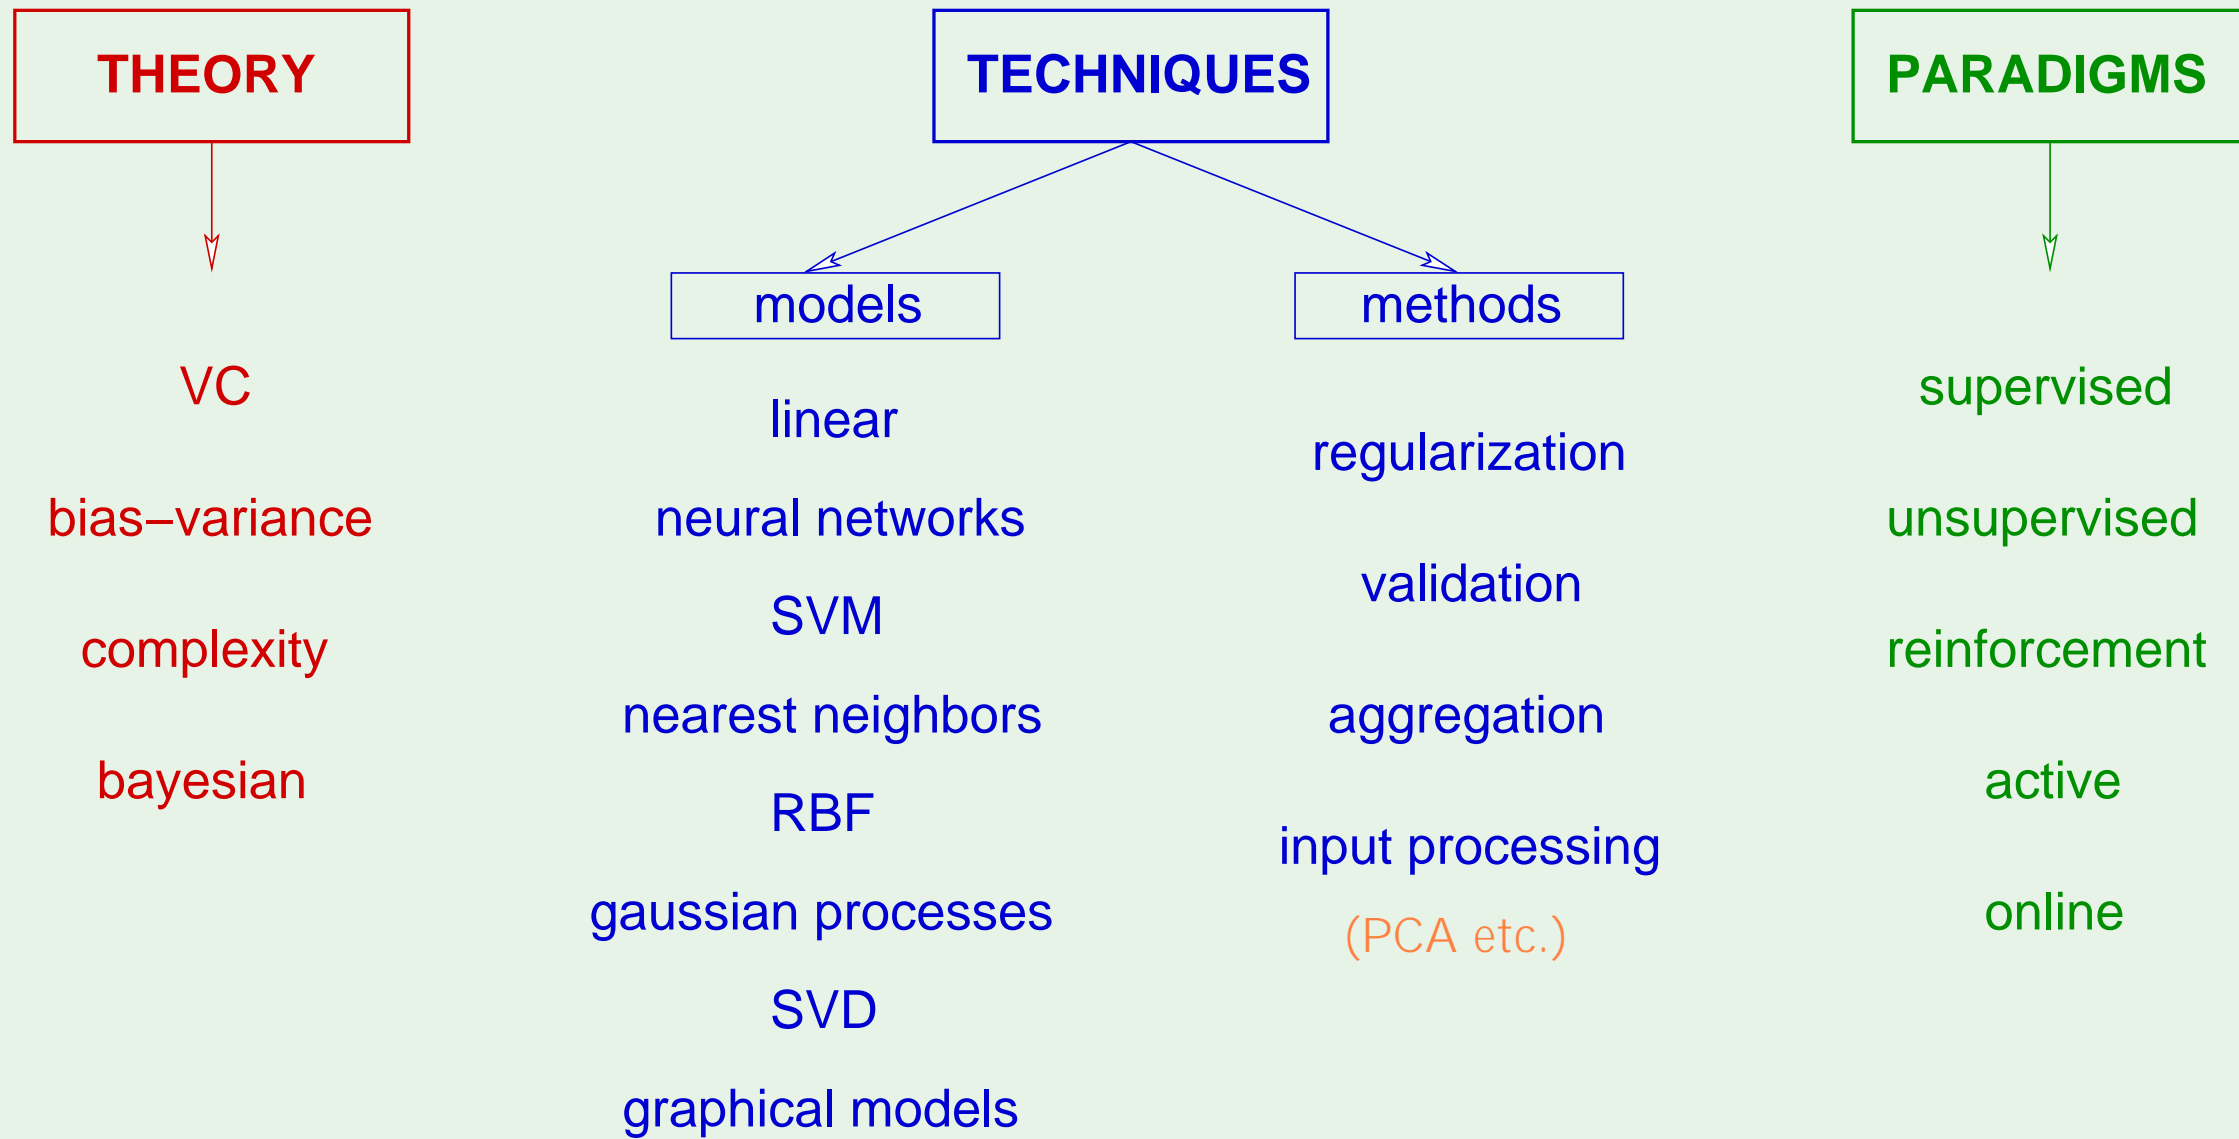 THEORY
TECHNIQUES
PARADIGMS
VC
bias–variance
complexity
bayesian
models
linear
neural networks
SVM
nearest neighbors
RBF
gaussian processes
SVD
graphical models
methods
regularization
validation
aggregation
input processing
(PCA etc.)
supervised
unsupervised
reinforcement
active
online